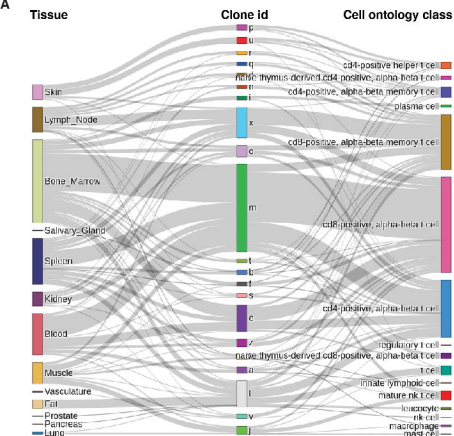 A
Tissue Clone id Cell ontology class
p
u
r
q
n
i
x
o
m
t
b
f
s
c
z
a
l
v
j
Skin
Lymph_Node
Bone_Marrow
Salivary_Gland
Spleen
Kidney
Blood
Muscle
Vasculature
Fat
Prostate
Pancreas
Lung
cd4-positive helper t cell
naive thymus-derived cd4-positive, alpha-beta t cell
cd4-positive, alpha-beta memory t cell
plasma cell
cd8-positive, alpha-beta memory t cell
cd8-positive, alpha-beta t cell
cd4-positive, alpha-beta t cell
regulatory t cell
naive thymus-derived cd8-positive, alpha-beta t cell
t cell
innate lymphoid cell
mature nk t cell
leucocyte
nk cell
macrophage
mast cell